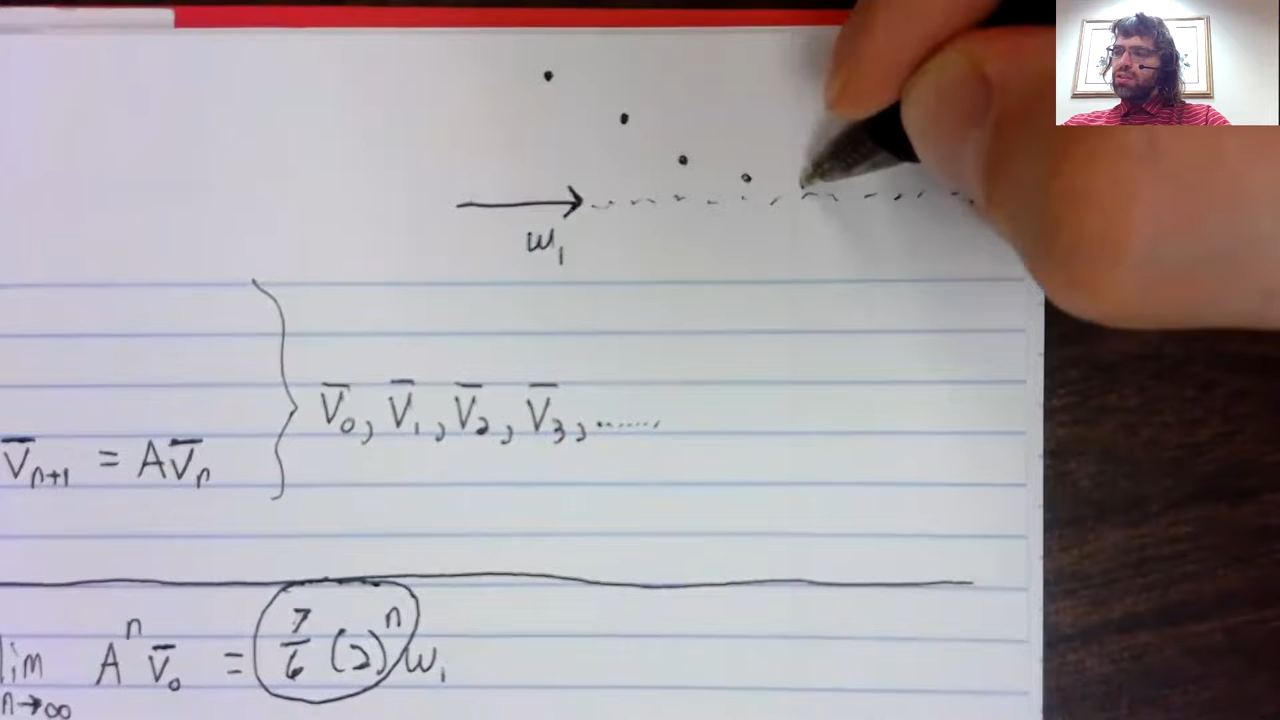 w₁
V̄₀, V̄₁, V̄₂, V̄₃, ......
V̄ₙ₊₁ = AV̄ₙ
lim n→∞ Aⁿ V̄₀ = 7/6 (2)ⁿ w₁